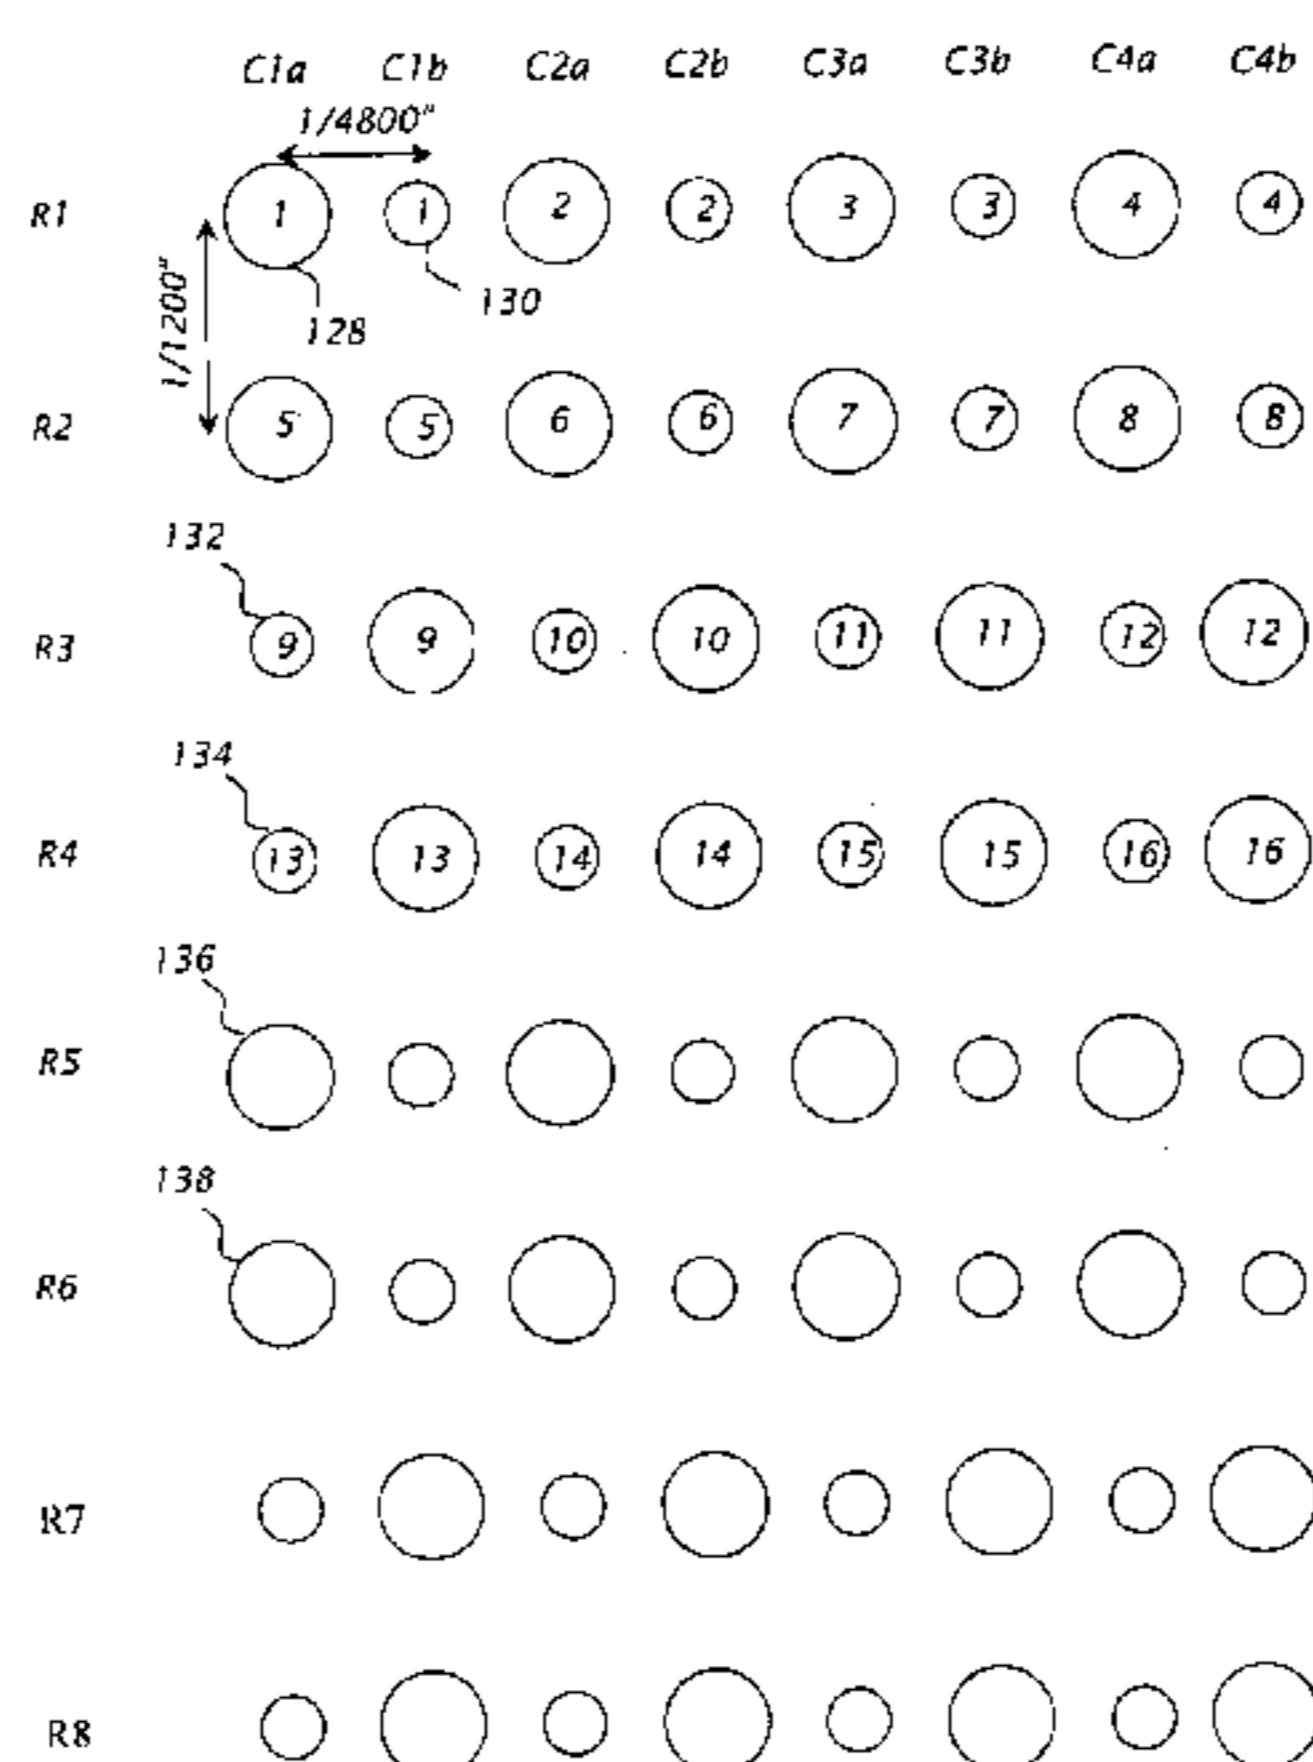 C1a C1b C2a C2b C3a C3b C4a C4b
1/4800"
R1 1 1 2 2 3 3 4 4
130
128
1/1200"
R2 5 5 6 6 7 7 8 8
132
R3 9 9 10 10 11 11 12 12
134
R4 13 13 14 14 15 15 16 16
136
R5
138
R6
R7
R8